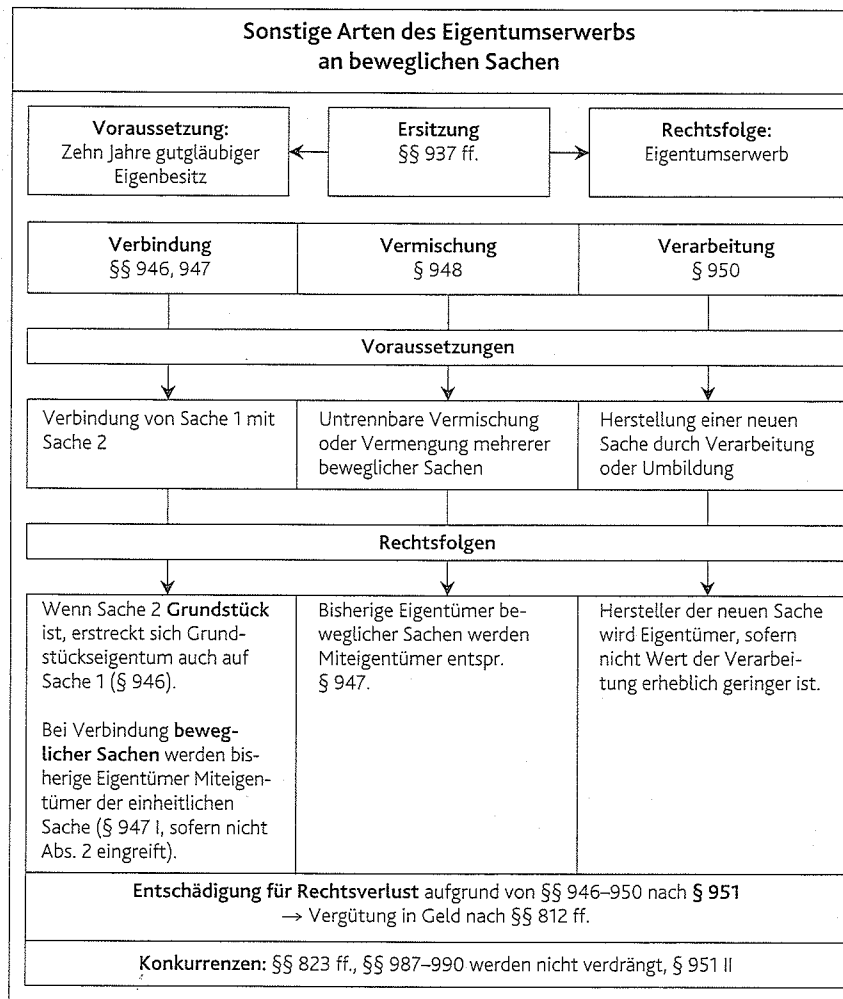 Sonstige Arten des Eigentumserwerbs
an beweglichen Sachen
Voraussetzung:
Zehn Jahre gutgläubiger
Eigenbesitz
Ersitzung
§§ 937 ff.
Rechtsfolge:
Eigentumserwerb
Verbindung
§§ 946, 947
Vermischung
§ 948
Verarbeitung
§ 950
Voraussetzungen
Verbindung von Sache 1 mit
Sache 2
Untrennbare Vermischung
oder Vermengung mehrerer
beweglicher Sachen
Herstellung einer neuen
Sache durch Verarbeitung
oder Umbildung
Rechtsfolgen
Wenn Sache 2 Grundstück
ist, erstreckt sich Grund-
stückseigentum auch auf
Sache 1 (§ 946).
Bei Verbindung beweg-
licher Sachen werden bis-
herige Eigentümer Miteigen-
tümer der einheitlichen
Sache (§ 947 I, sofern nicht
Abs. 2 eingreift).
Bisherige Eigentümer be-
weglicher Sachen werden
Miteigentümer entspr.
§ 947.
Hersteller der neuen Sache
wird Eigentümer, sofern
nicht Wert der Verarbei-
tung erheblich geringer ist.
Entschädigung für Rechtsverlust aufgrund von §§ 946–950 nach § 951
→ Vergütung in Geld nach §§ 812 ff.
Konkurrenzen: §§ 823 ff., §§ 987–990 werden nicht verdrängt, § 951 II